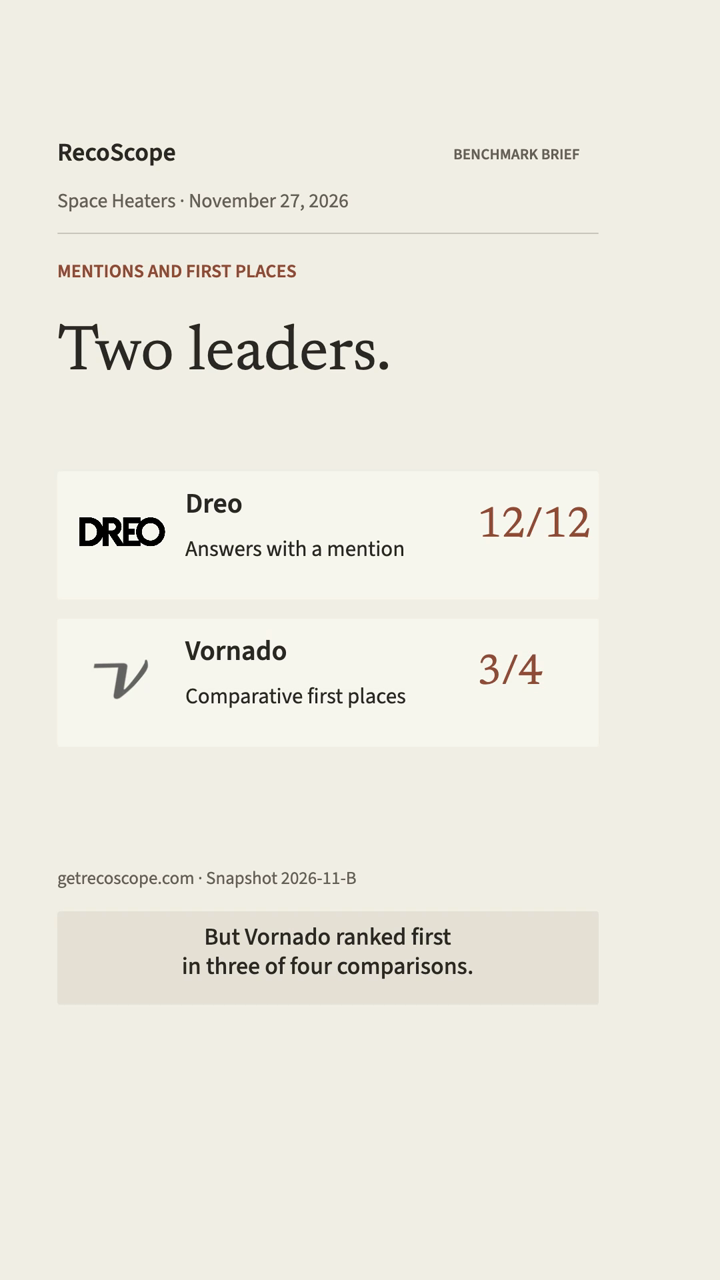 RecoScope
BENCHMARK BRIEF
Space Heaters · November 27, 2026
MENTIONS AND FIRST PLACES
Two leaders.
DREO
Dreo
12/12
Answers with a mention
V
Vornado
3/4
Comparative first places
getrecoscope.com · Snapshot 2026-11-B
But Vornado ranked first
in three of four comparisons.